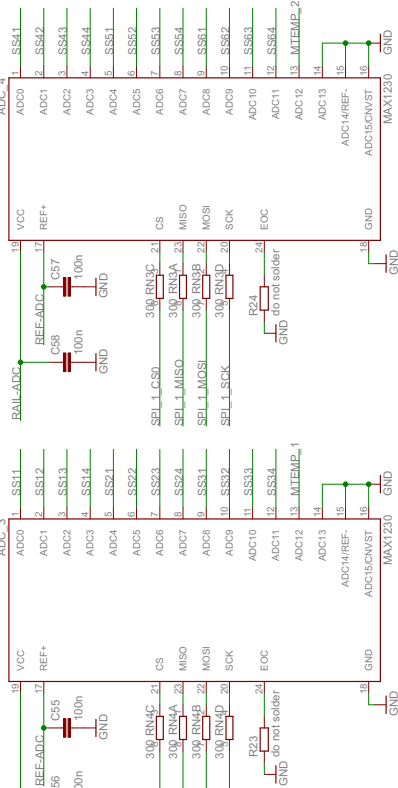 SS41
SS42
SS43
SS44
SS51
SS52
SS53
SS54
SS61
SS62
SS63
SS64
MTEMP_2
GND
1
2
3
4
5
6
7
8
9
10
11
12
13
14
15
16
ADC_4
ADC0
ADC1
ADC2
ADC3
ADC4
ADC5
ADC6
ADC7
ADC8
ADC9
ADC10
ADC11
ADC12
ADC13
ADC14/REF-
ADC15/CNVST
MAX1230
VCC
REF+
CS
MISO
MOSI
SCK
EOC
GND
19
17
21
23
22
20
24
18
C57
100n
GND
REF-ADC
C58
100n
GND
RAIL-ADC
300 RN3C
300 RN3A
300 RN3B
300 RN3D
R24
do not solder
GND
GND
SPI_1_CS0
SPI_1_MISO
SPI_1_MOSI
SPI_1_SCK
SS11
SS12
SS13
SS14
SS21
SS22
SS23
SS24
SS31
SS32
SS33
SS34
MTEMP_1
GND
1
2
3
4
5
6
7
8
9
10
11
12
13
14
15
16
ADC_3
ADC0
ADC1
ADC2
ADC3
ADC4
ADC5
ADC6
ADC7
ADC8
ADC9
ADC10
ADC11
ADC12
ADC13
ADC14/REF-
ADC15/CNVST
MAX1230
VCC
REF+
CS
MISO
MOSI
SCK
EOC
GND
19
17
21
23
22
20
24
18
C55
100n
GND
REF-ADC
56
00n
300 RN4C
300 RN4A
300 RN4B
300 RN4D
R23
do not solder
GND
GND